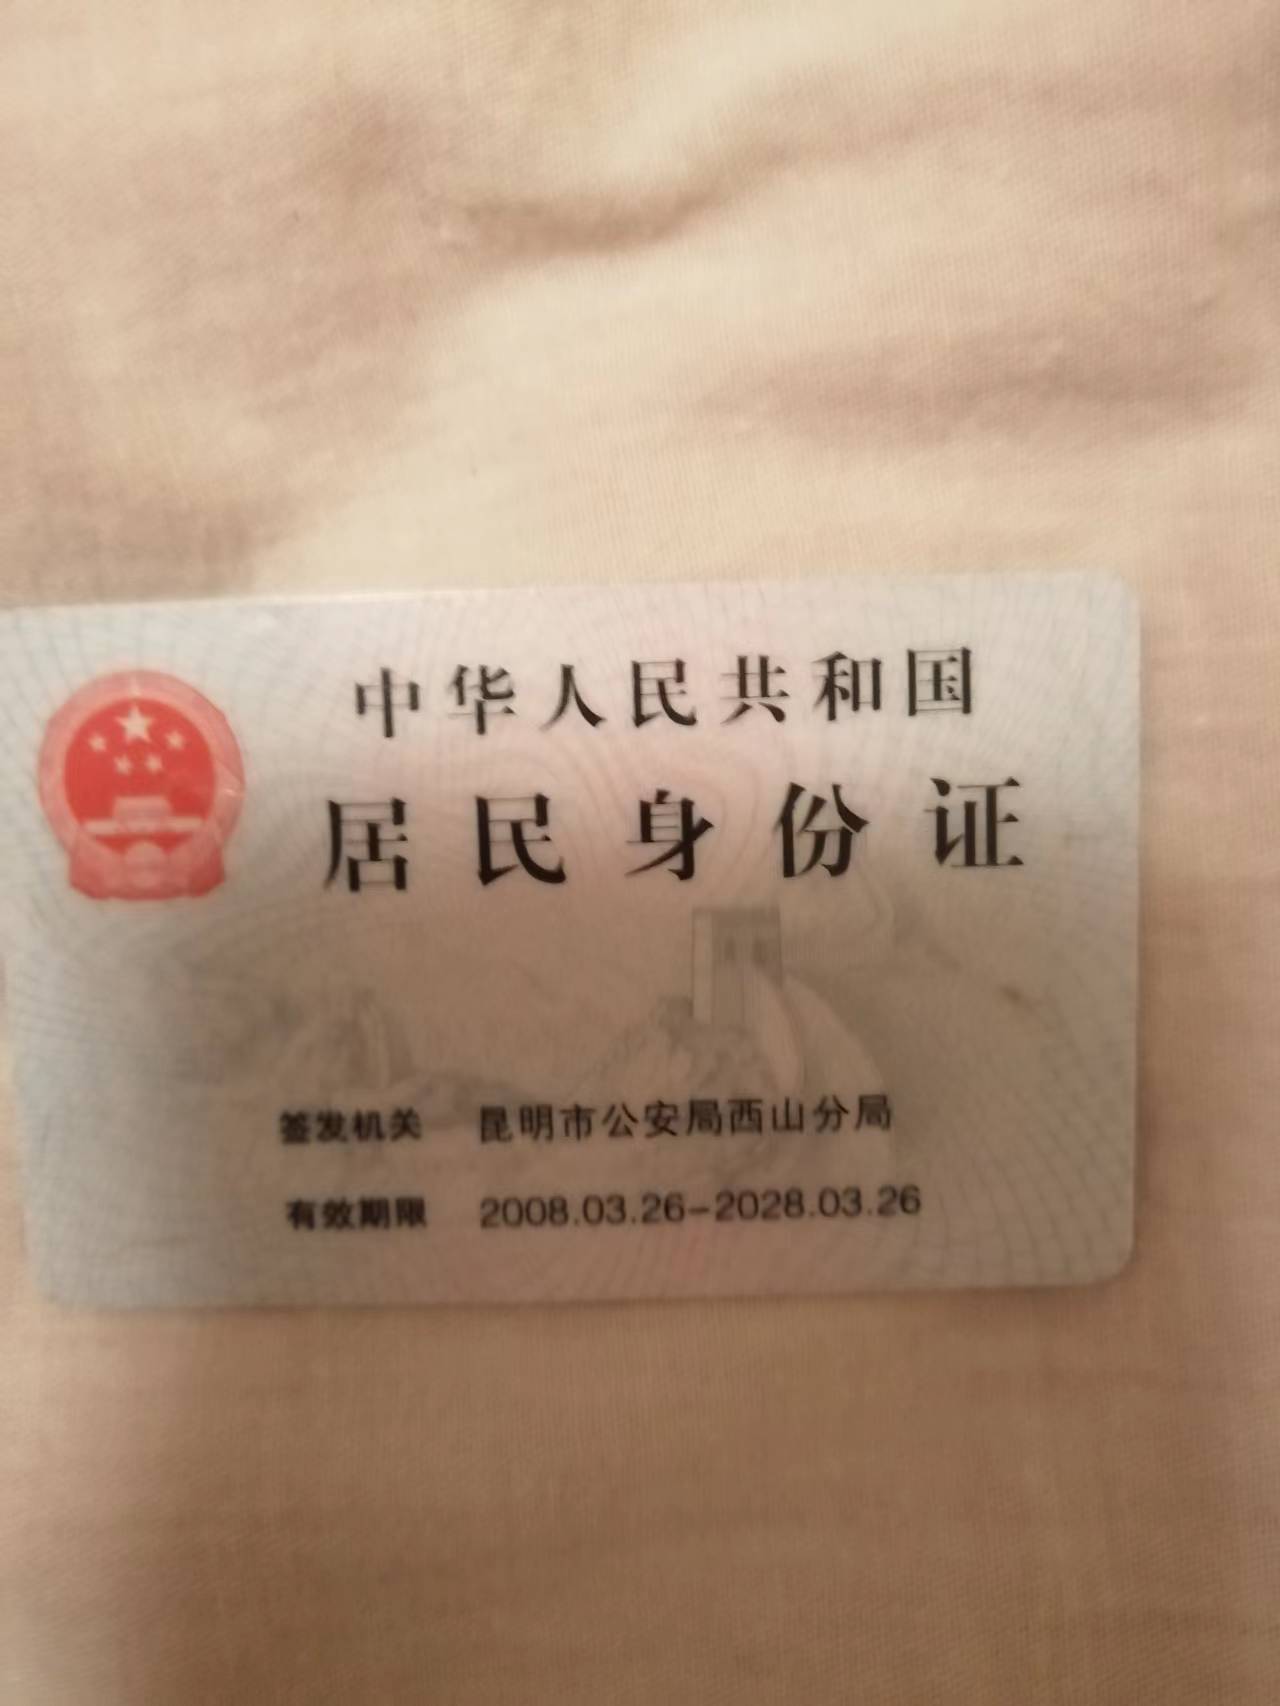 中华人民共和国
居民身份证
签发机关 昆明市公安局西山分局
有效期限 2008.03.26-2028.03.26